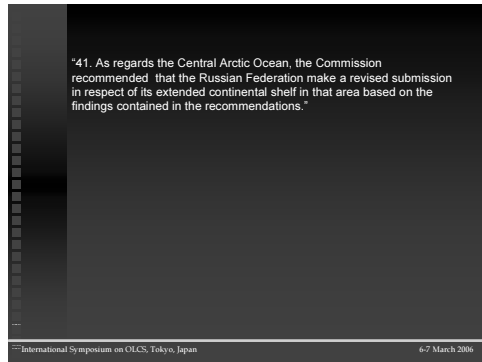 “41. As regards the Central Arctic Ocean, the Commission
recommended that the Russian Federation make a revised submission
in respect of its extended continental shelf in that area based on the
findings contained in the recommendations.”
International Symposium on OLCS, Tokyo, Japan
6-7 March 2006